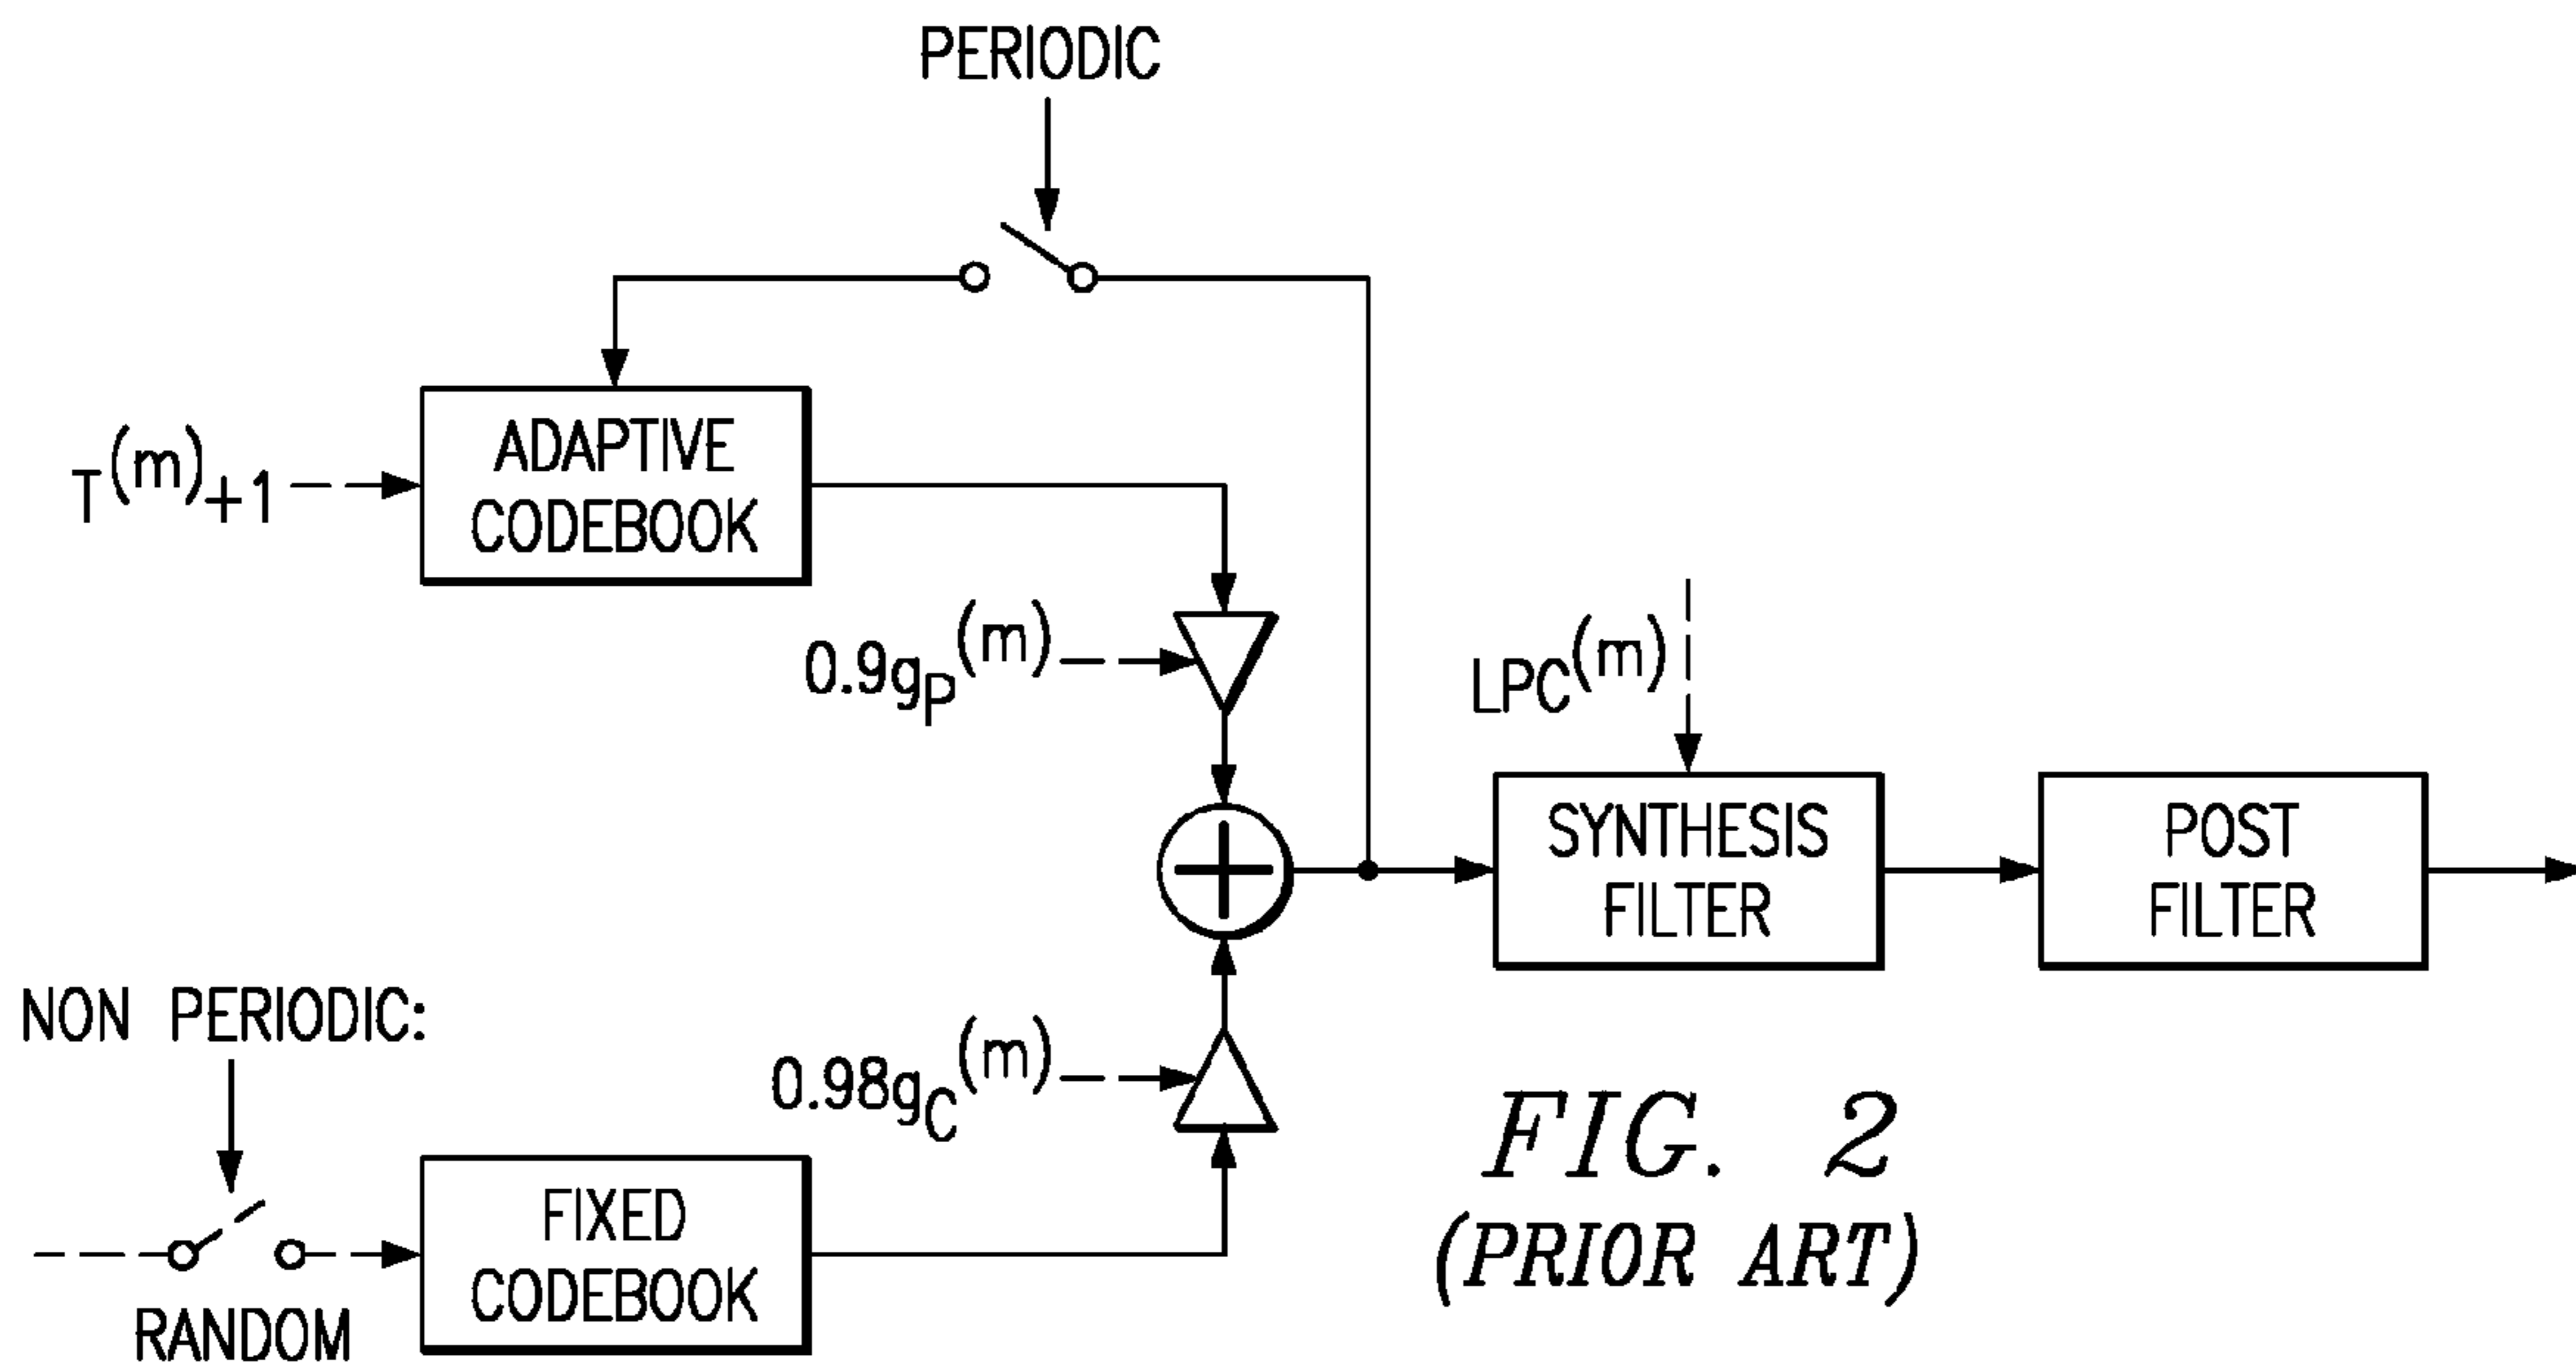 PERIODIC
ADAPTIVE
CODEBOOK
T(m)+1
0.9gP(m)
LPC(m)
SYNTHESIS
FILTER
POST
FILTER
NON PERIODIC:
0.98gC(m)
FIXED
CODEBOOK
RANDOM
FIG. 2
(PRIOR ART)